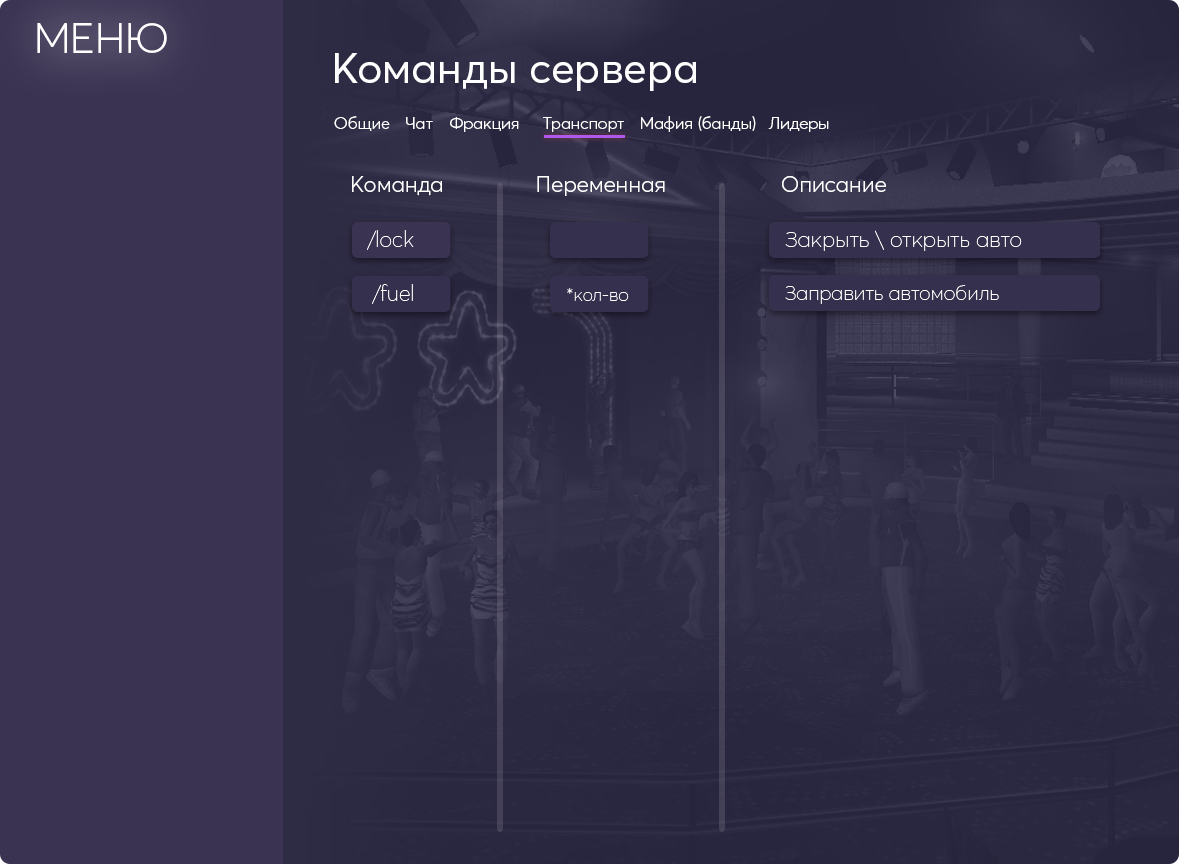 МЕНЮ
Команды сервера
Общие Чат Фракция Транспорт Мафия (банды) Лидеры
Команда Переменная Описание
/lock Закрыть \ открыть авто
/fuel *кол-во Заправить автомобиль